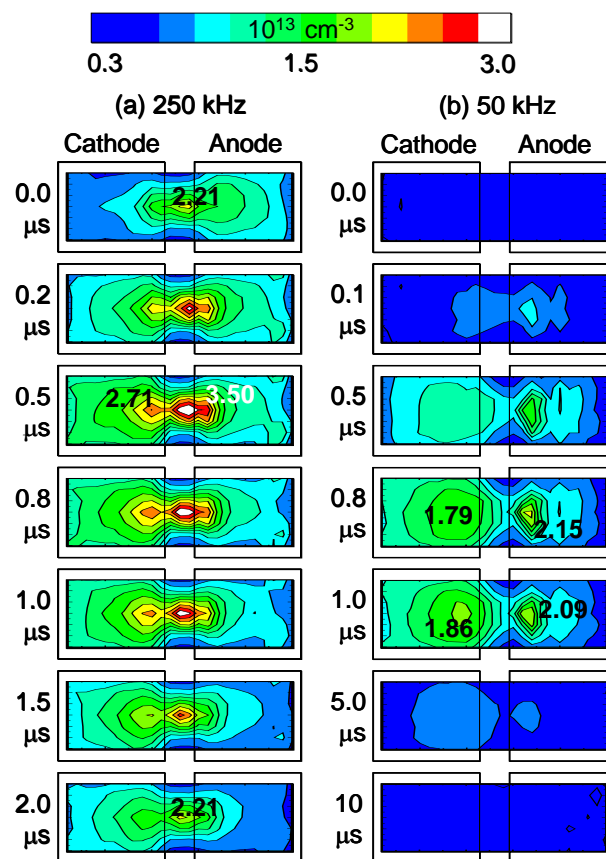 10¹³ cm⁻³
0.3 1.5 3.0
(a) 250 kHz (b) 50 kHz
Cathode Anode Cathode Anode
0.0 μs 2.21 0.0 μs
0.2 μs 0.1 μs
0.5 μs 2.71 3.50 0.5 μs
0.8 μs 0.8 μs 1.79 2.15
1.0 μs 1.0 μs 1.86 2.09
1.5 μs 5.0 μs
2.0 μs 2.21 10 μs